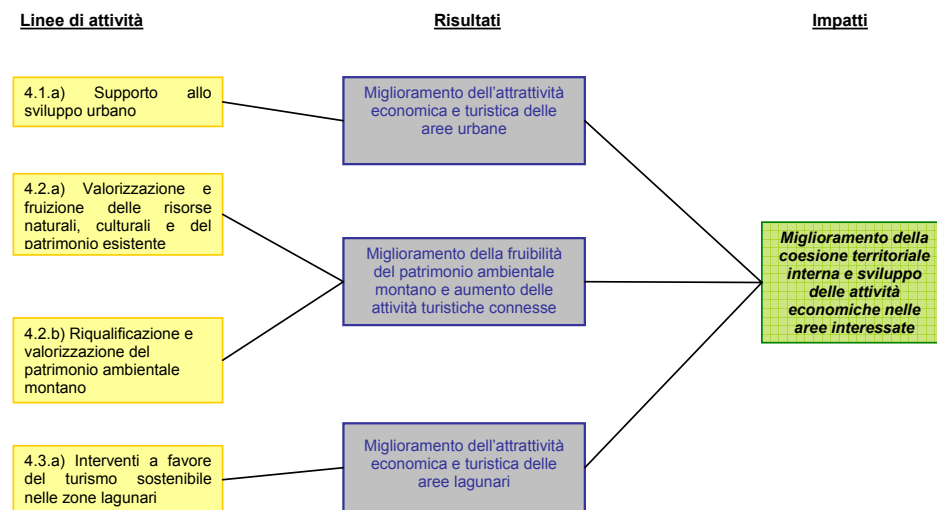 Linee di attività
Risultati
Impatti
4.1.a) Supporto allo
sviluppo urbano
Miglioramento dell'attrattività
economica e turistica delle
aree urbane
4.2.a) Valorizzazione e
fruizione delle risorse
naturali, culturali e del
patrimonio esistente
Miglioramento della fruibilità
del patrimonio ambientale
montano e aumento delle
attività turistiche connesse
Miglioramento della
coesione territoriale
interna e sviluppo
delle attività
economiche nelle
aree interessate
4.2.b) Riqualificazione e
valorizzazione del
patrimonio ambientale
montano
4.3.a) Interventi a favore
del turismo sostenibile
nelle zone lagunari
Miglioramento dell'attrattività
economica e turistica delle
aree lagunari